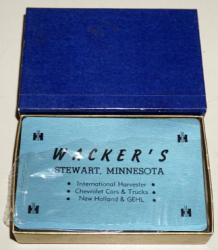 WACKER'S
STEWART, MINNESOTA
• International Harvester •
• Chevrolet Cars & Trucks •
• New Holland & GEHL •